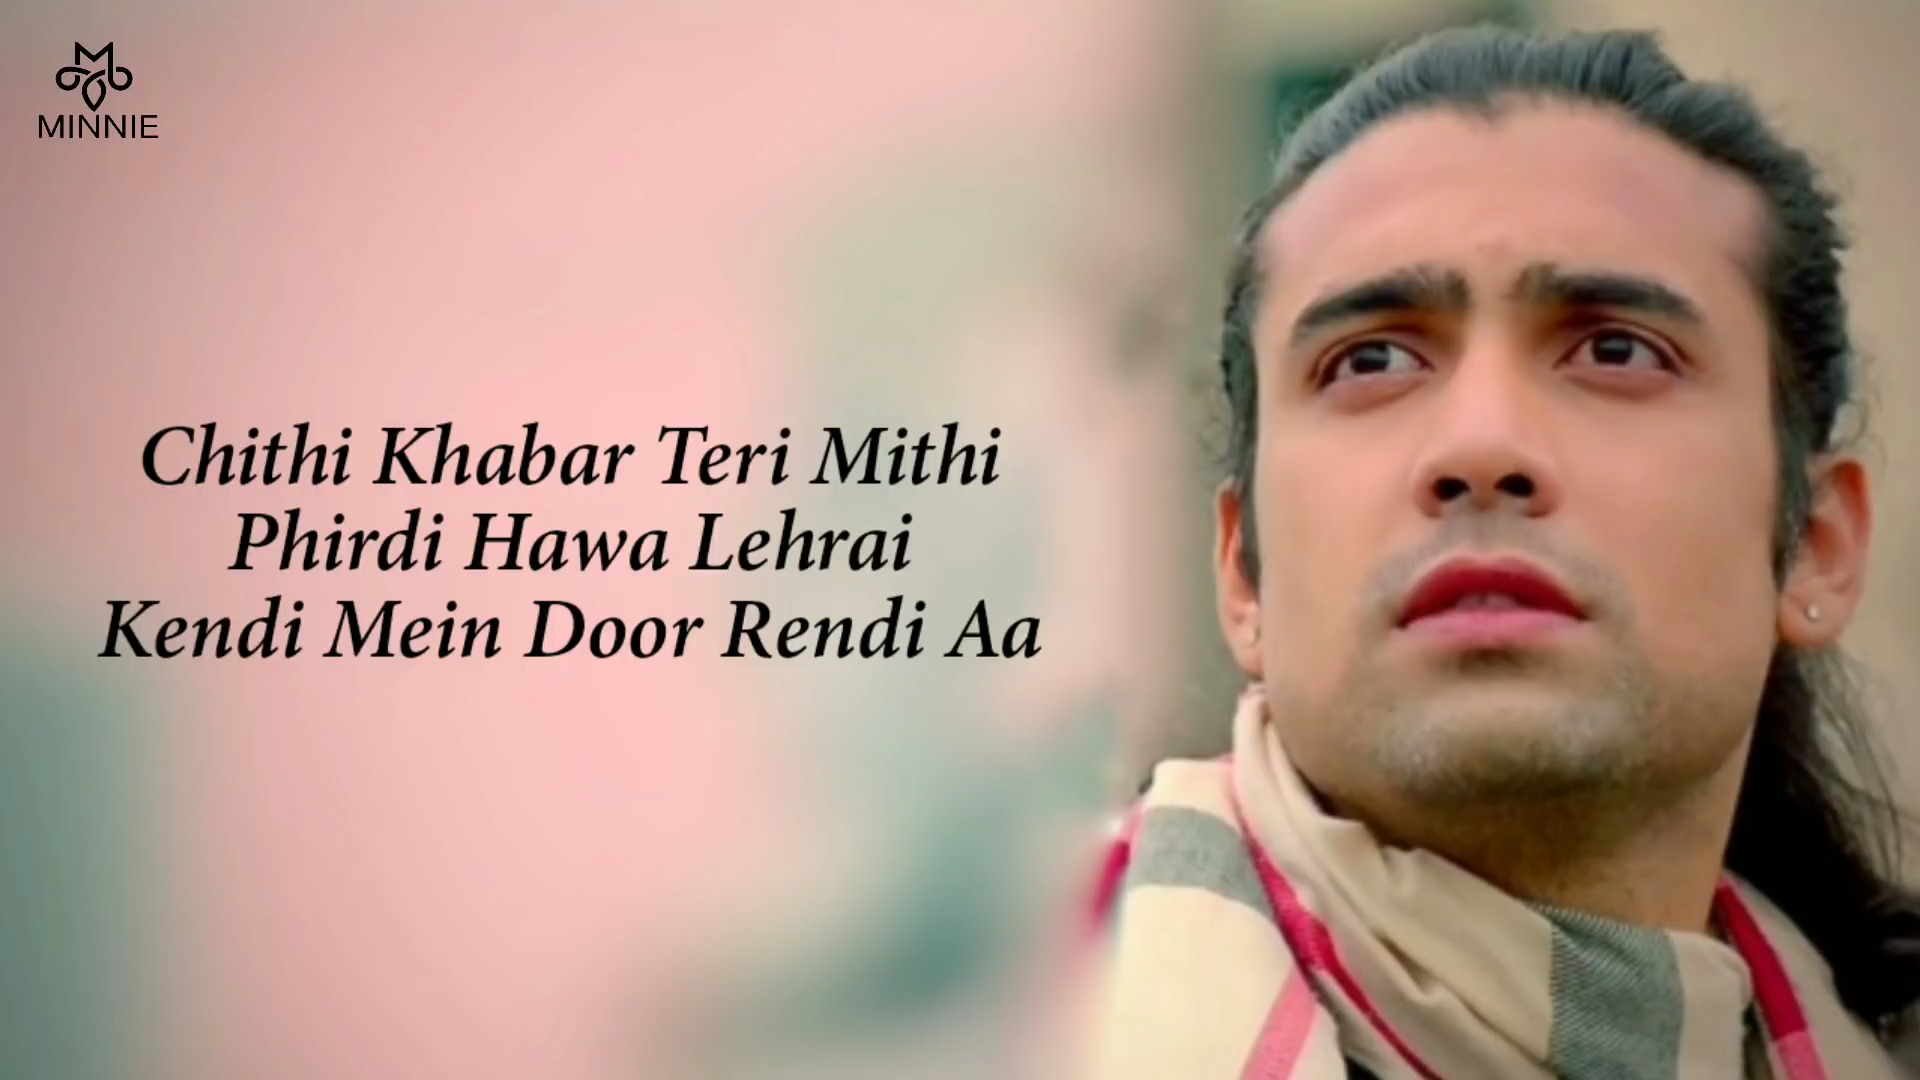 MINNIE
Chithi Khabar Teri Mithi
Phirdi Hawa Lehrai
Kendi Mein Door Rendi Aa